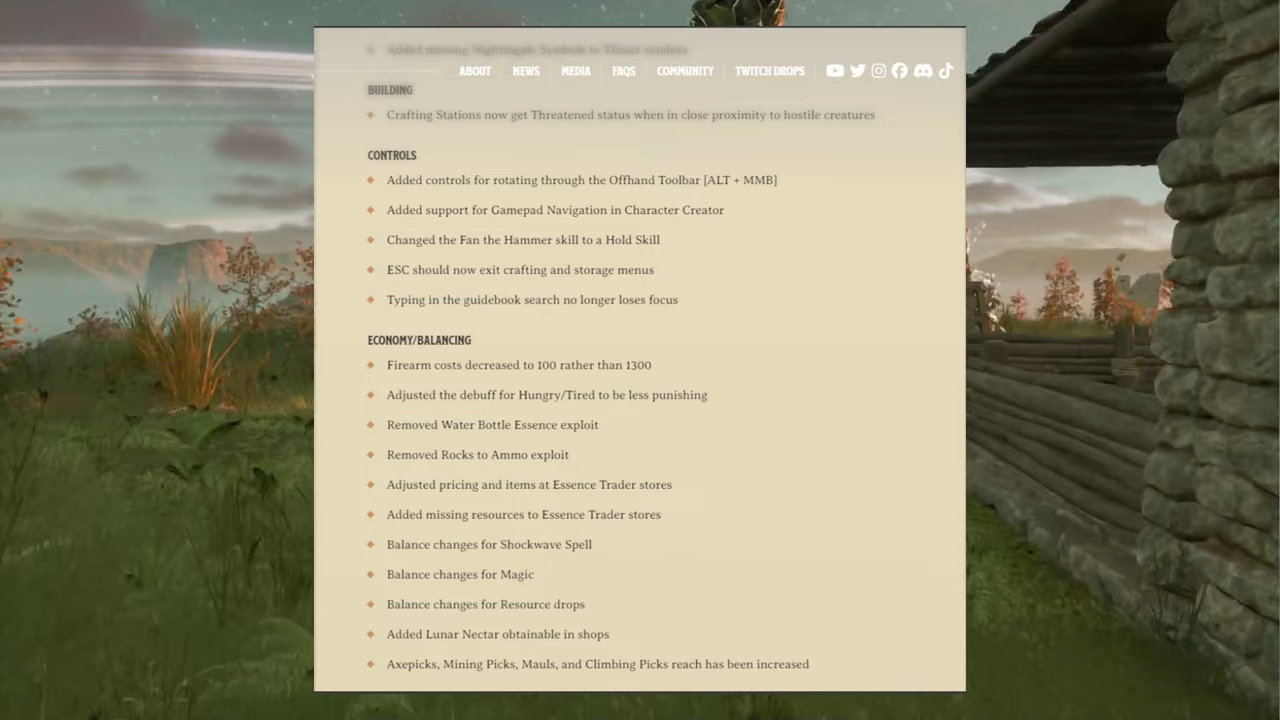 Added missing Nightingale Symbols to Tileset vendors
ABOUT NEWS MEDIA FAQS COMMUNITY TWITCH DROPS
BUILDING
Crafting Stations now get Threatened status when in close proximity to hostile creatures
CONTROLS
Added controls for rotating through the Offhand Toolbar [ALT + MMB]
Added support for Gamepad Navigation in Character Creator
Changed the Fan the Hammer skill to a Hold Skill
ESC should now exit crafting and storage menus
Typing in the guidebook search no longer loses focus
ECONOMY/BALANCING
Firearm costs decreased to 100 rather than 1300
Adjusted the debuff for Hungry/Tired to be less punishing
Removed Water Bottle Essence exploit
Removed Rocks to Ammo exploit
Adjusted pricing and items at Essence Trader stores
Added missing resources to Essence Trader stores
Balance changes for Shockwave Spell
Balance changes for Magic
Balance changes for Resource drops
Added Lunar Nectar obtainable in shops
Axepicks, Mining Picks, Mauls, and Climbing Picks reach has been increased